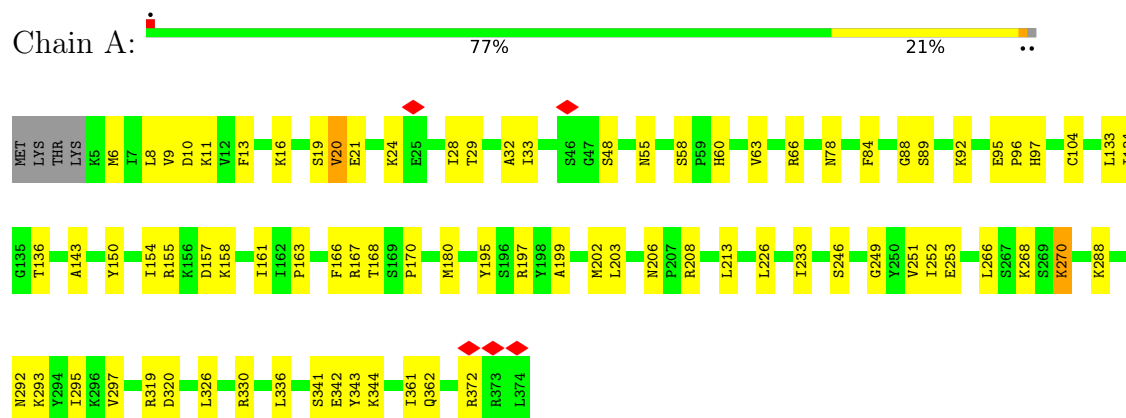 Chain A:
77% 21%
MET LYS THR LYS K5 M6 I7 L8 V9 D10 K11 V12 F13 K16 S19 V20 E21 K24 E25 I28 T29 A32 I33 S46 G47 S48 N55 S58 P59 H60 V63 R66 N78 F84 G88 S89 K92 E95 P96 H97 C104 L133
G135 T136 A143 Y150 I154 R155 K156 D157 K158 I161 I162 P163 F166 R167 T168 S169 P170 M180 Y195 S196 R197 Y198 A199 M202 L203 N206 P207 R208 L213 L226 I233 S246 G249 Y250 V251 I252 E253 L266 S267 K268 S269 K270 K288
N292 K293 Y294 I295 K296 V297 R319 D320 L326 R330 L336 S341 E342 Y343 K344 I361 Q362 R372 R373 L374